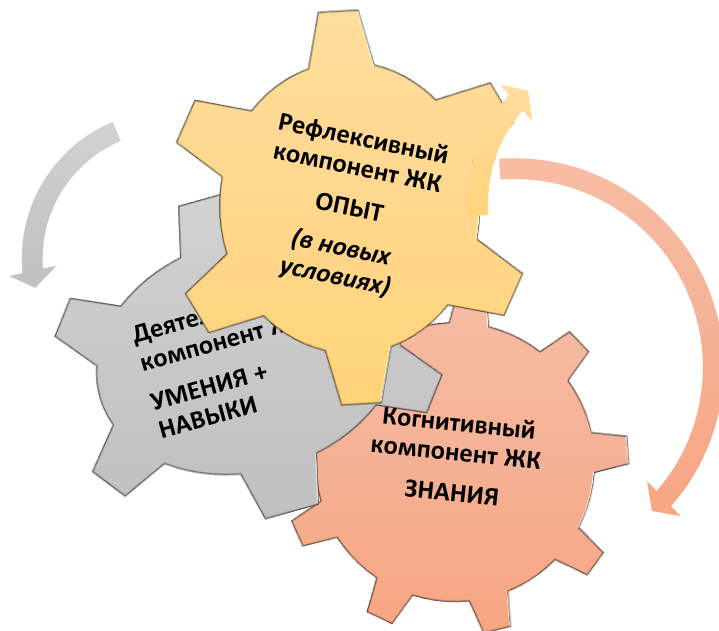 Рефлексивный
компонент ЖК
ОПЫТ
(в новых
условиях)
компонент
УМЕНИЯ +
НАВЫКИ
Когнитивный
компонент ЖК
ЗНАНИЯ